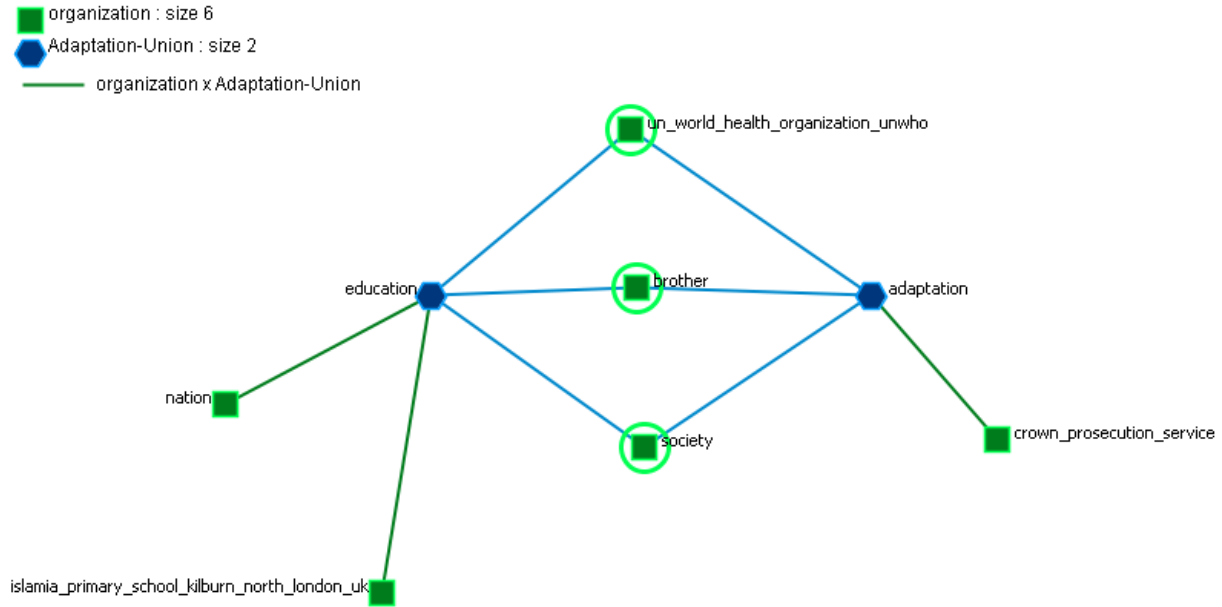 organization : size 6
Adaptation-Union : size 2
organization x Adaptation-Union
un_world_health_organization_unwho
brother
education
adaptation
nation
society
crown_prosecution_service
islamia_primary_school_kilburn_north_london_uk